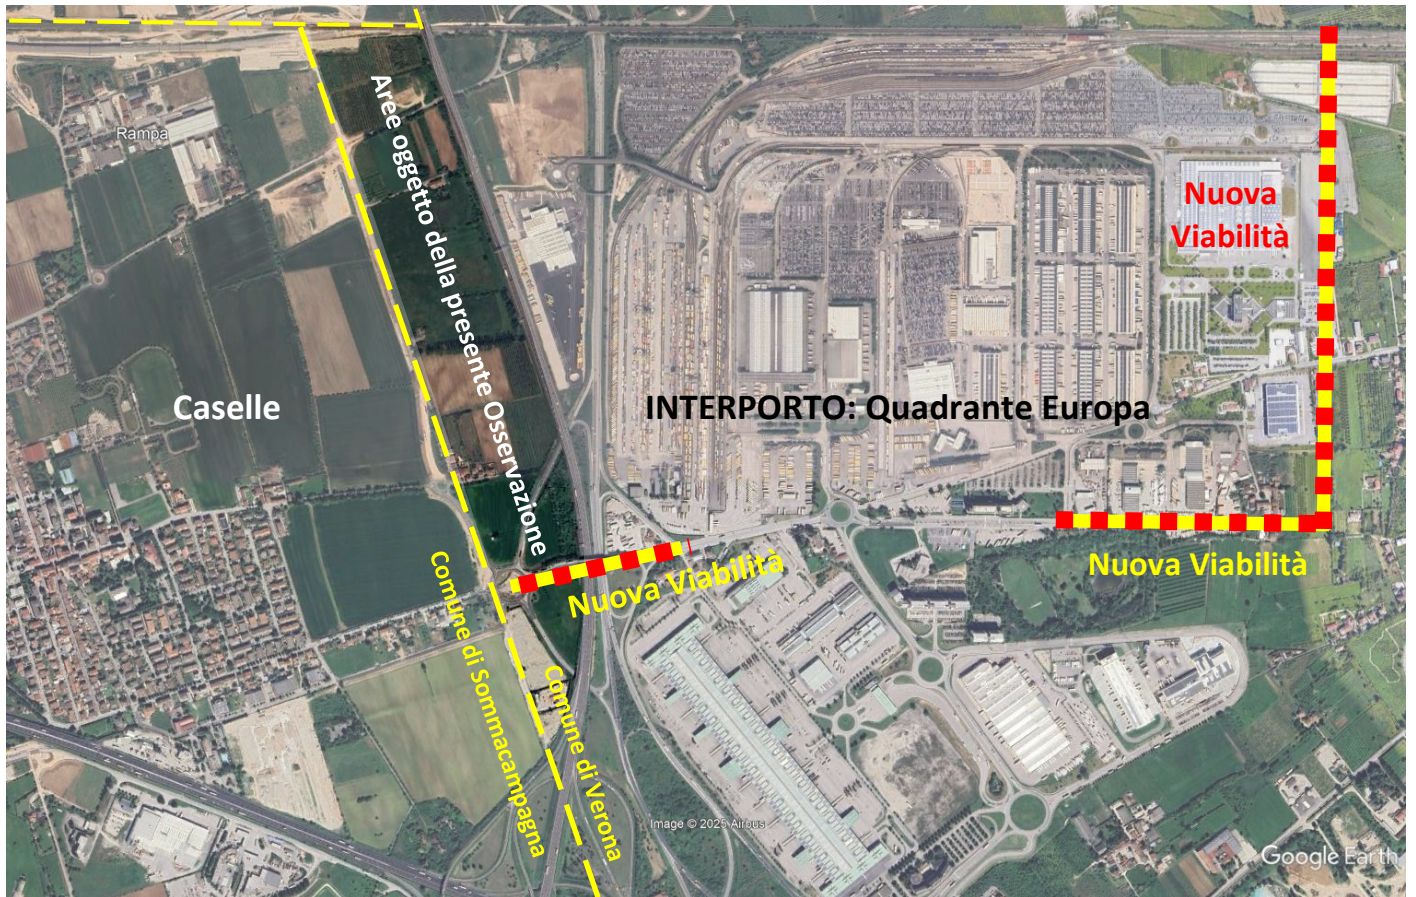 Rampa
Aree oggetto della presente Osservazione
Nuova
Viabilità
Caselle
INTERPORTO: Quadrante Europa
Nuova Viabilità
Nuova Viabilità
Comune di Sommacampagna
Comune di Verona
Image © 2025 Airbus
Google Earth